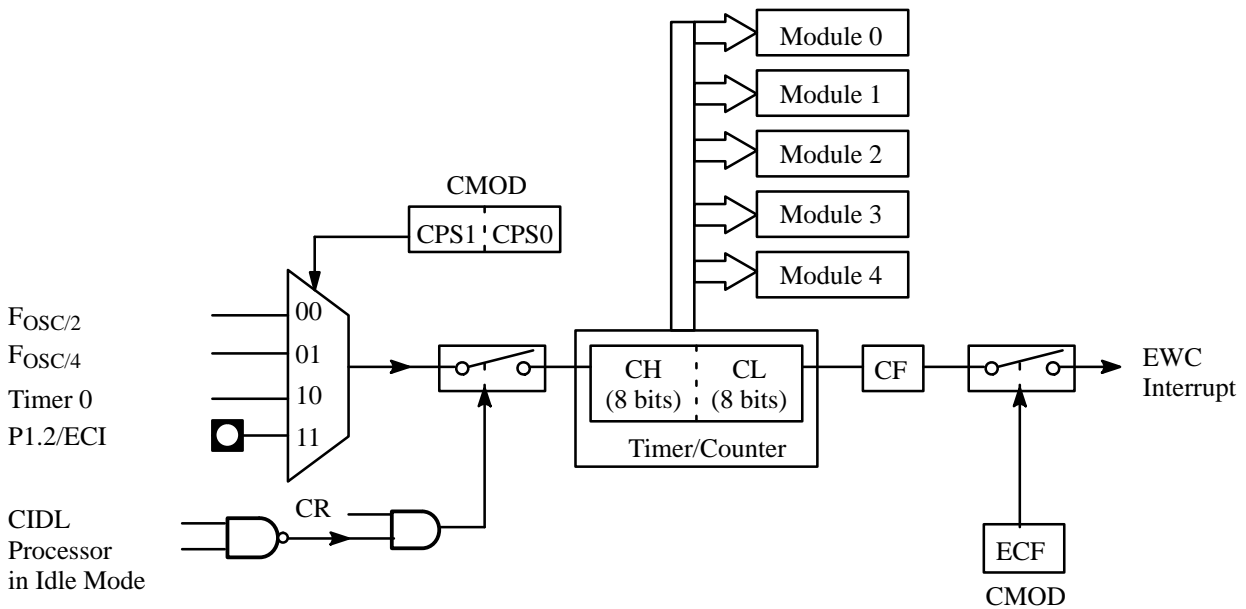 Module 0
Module 1
Module 2
Module 3
Module 4
CMOD
CPS1 CPS0
FOSC/2
FOSC/4
Timer 0
P1.2/ECI
00
01
10
11
CH
(8 bits)
CL
(8 bits)
Timer/Counter
CF
EWC
Interrupt
CIDL
Processor
in Idle Mode
CR
ECF
CMOD